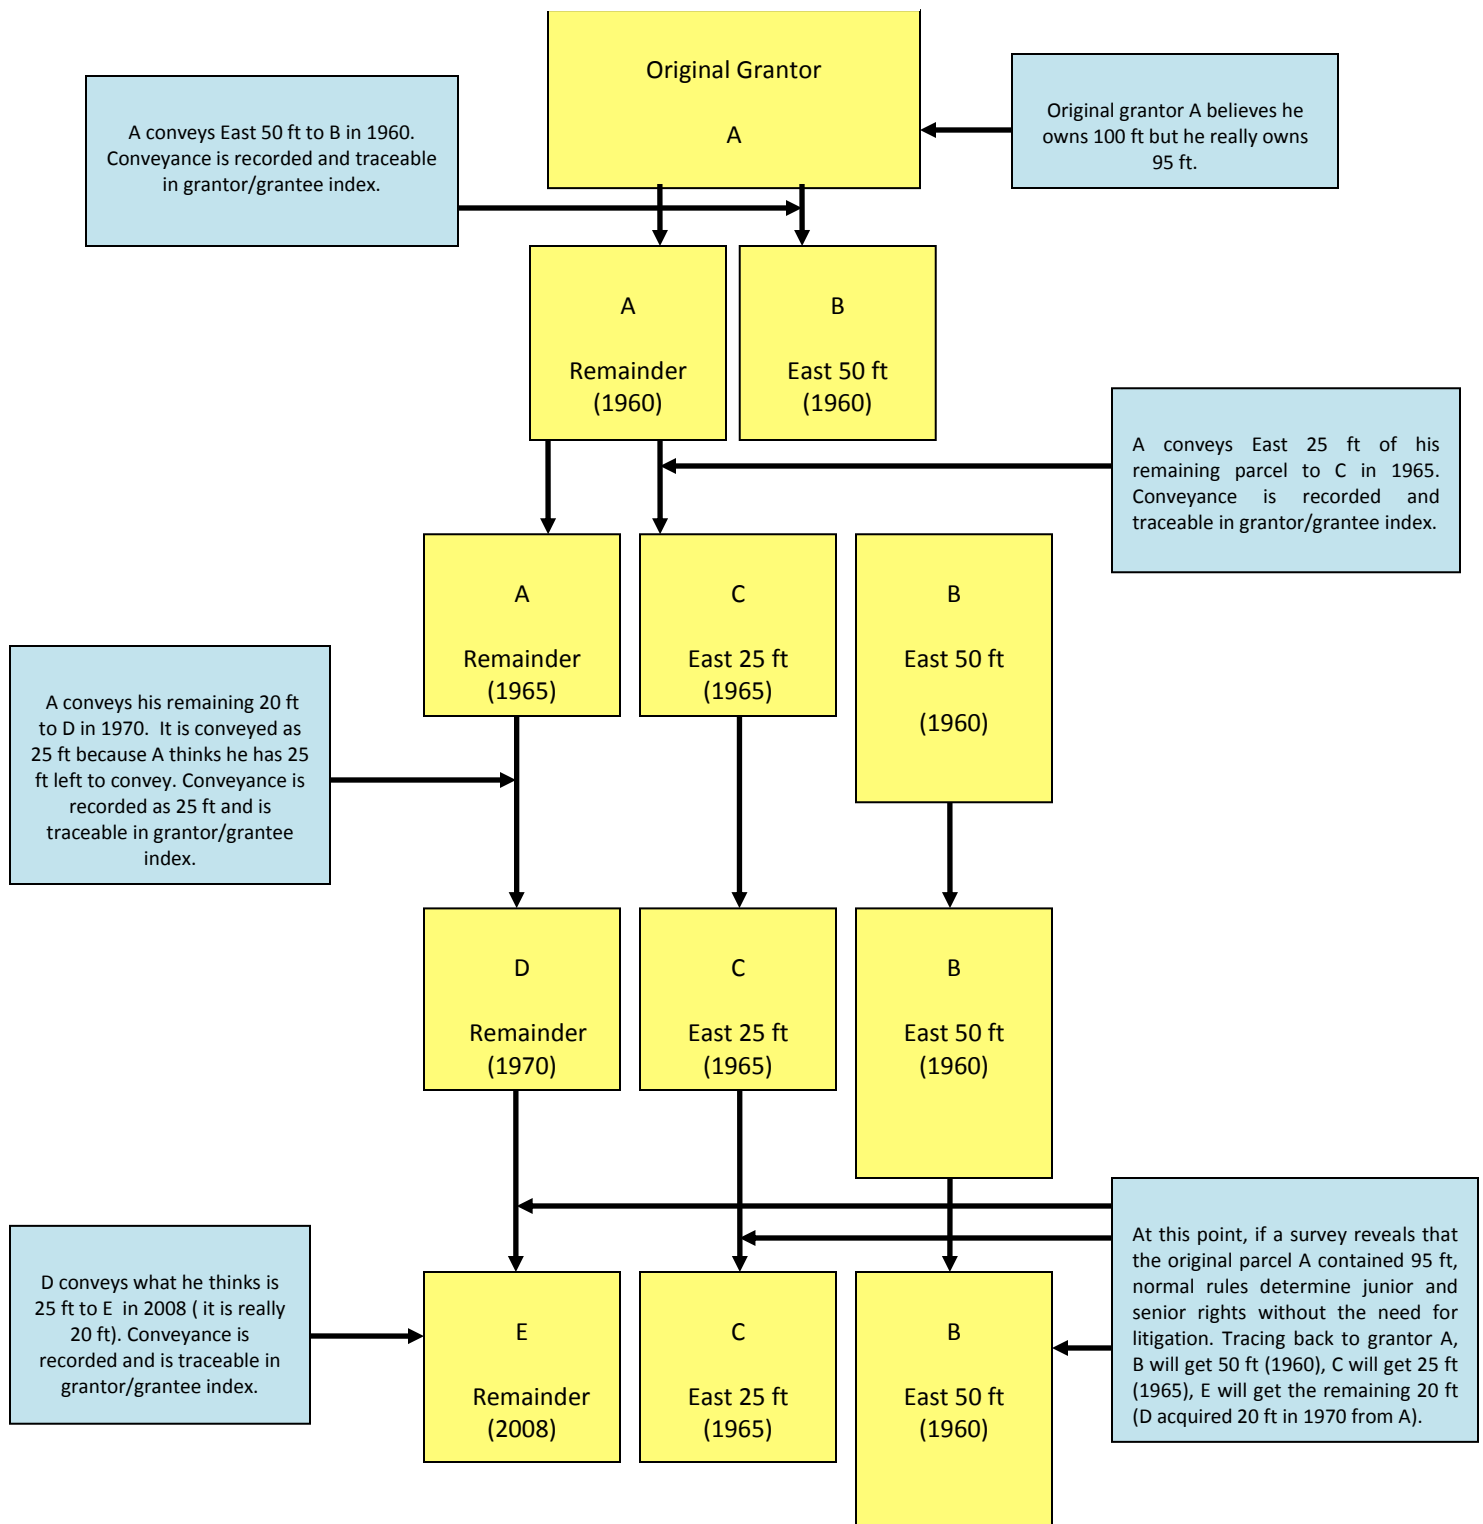 Original Grantor
A
A conveys East 50 ft to B in 1960.
Conveyance is recorded and traceable
in grantor/grantee index.
Original grantor A believes he
owns 100 ft but he really owns
95 ft.
A
Remainder
(1960)
B
East 50 ft
(1960)
A conveys East 25 ft of his
remaining parcel to C in 1965.
Conveyance is recorded and
traceable in grantor/grantee index.
A
Remainder
(1965)
C
East 25 ft
(1965)
B
East 50 ft
(1960)
A conveys his remaining 20 ft
to D in 1970. It is conveyed as
25 ft because A thinks he has 25
ft left to convey. Conveyance is
recorded as 25 ft and is
traceable in grantor/grantee
index.
D
Remainder
(1970)
C
East 25 ft
(1965)
B
East 50 ft
(1960)
D conveys what he thinks is
25 ft to E in 2008 ( it is really
20 ft). Conveyance is
recorded and is traceable in
grantor/grantee index.
E
Remainder
(2008)
C
East 25 ft
(1965)
B
East 50 ft
(1960)
At this point, if a survey reveals that
the original parcel A contained 95 ft,
normal rules determine junior and
senior rights without the need for
litigation. Tracing back to grantor A,
B will get 50 ft (1960), C will get 25 ft
(1965), E will get the remaining 20 ft
(D acquired 20 ft in 1970 from A).